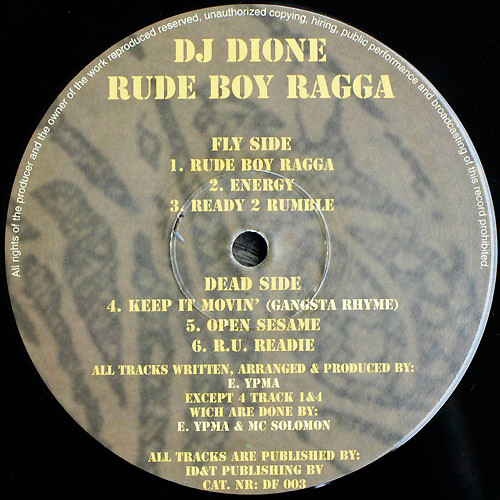 All rights of the producer and the owner of the work reproduced reserved, unauthorized copying, hiring, public performance and broadcasting of this record prohibited.
DJ DIONE
RUDE BOY RAGGA
FLY SIDE
1. RUDE BOY RAGGA
2. ENERGY
3. READY 2 RUMBLE
DEAD SIDE
4. KEEP IT MOVIN' (GANGSTA RHYME)
5. OPEN SESAME
6. R.U. READIE
ALL TRACKS WRITTEN, ARRANGED & PRODUCED BY:
E. YPMA
EXCEPT 4 TRACK 1&4
WICH ARE DONE BY:
E. YPMA & MC SOLOMON
ALL TRACKS ARE PUBLISHED BY:
ID&T PUBLISHING BV
CAT. NR: DF 003